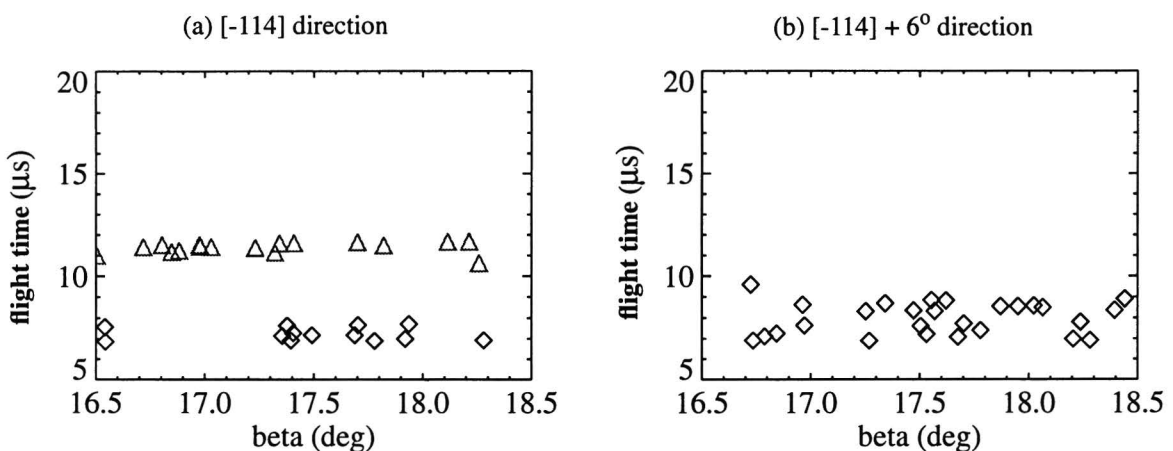 (a) [-114] direction
20
15
10
5
flight time (μs)
16.5 17.0 17.5 18.0 18.5
beta (deg)
(b) [-114] + 6° direction
20
15
10
5
flight time (μs)
16.5 17.0 17.5 18.0 18.5
beta (deg)